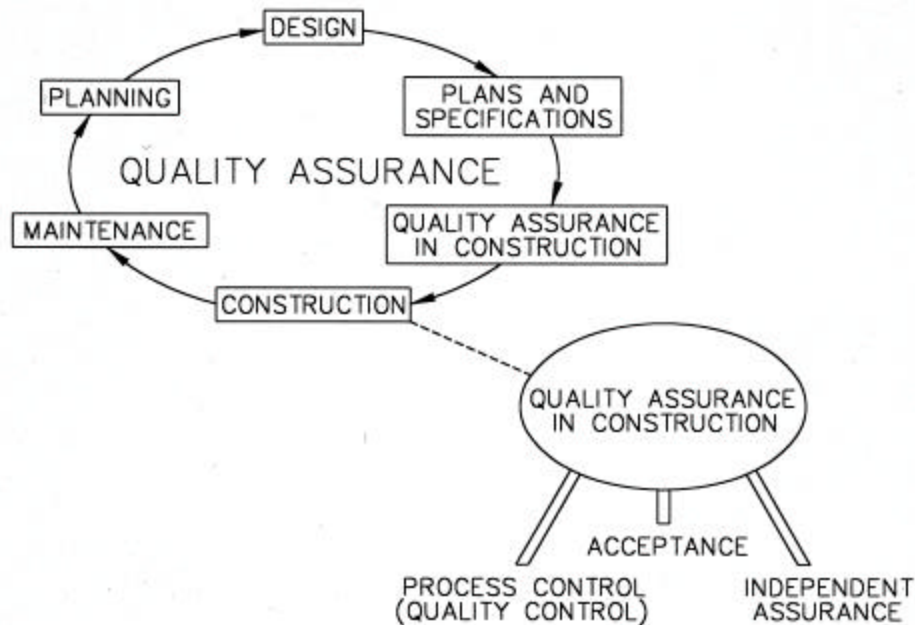 DESIGN
PLANNING
PLANS AND
SPECIFICATIONS
QUALITY ASSURANCE
MAINTENANCE
QUALITY ASSURANCE
IN CONSTRUCTION
CONSTRUCTION
QUALITY ASSURANCE
IN CONSTRUCTION
ACCEPTANCE
PROCESS CONTROL
(QUALITY CONTROL)
INDEPENDENT
ASSURANCE